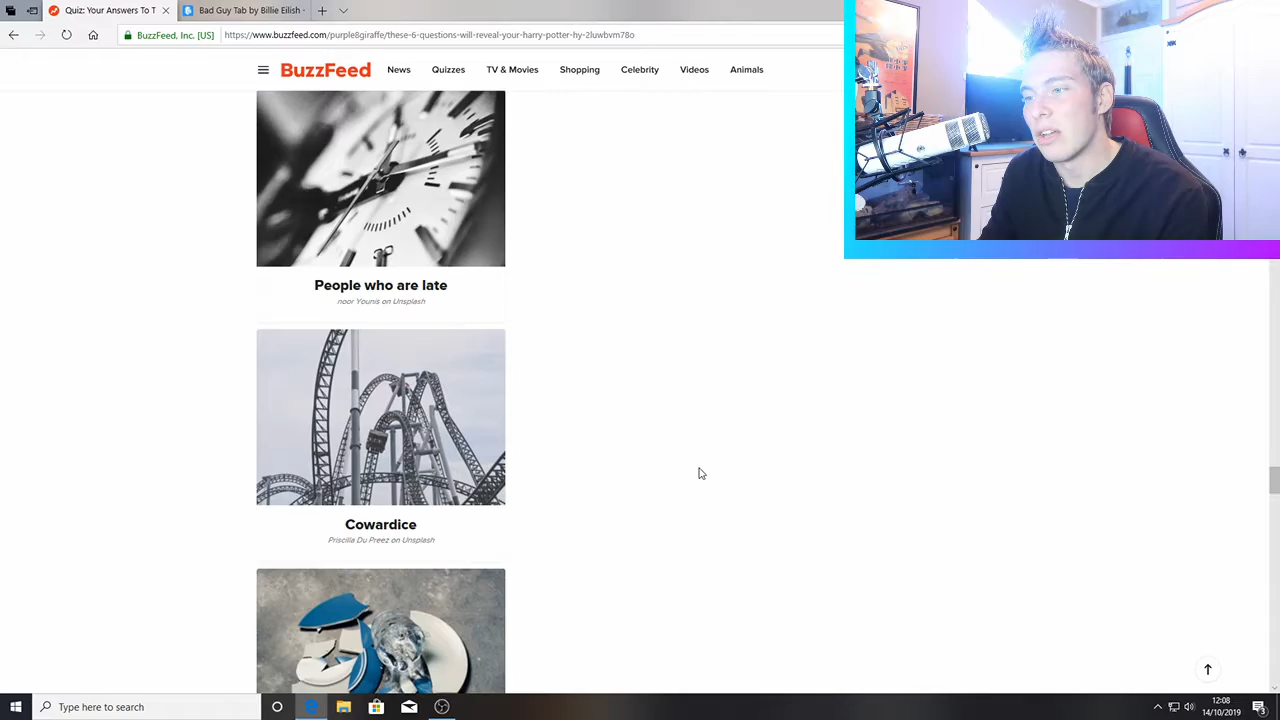 Quiz: Your Answers To T
Bad Guy Tab by Billie Eilish
BuzzFeed, Inc. [US]
https://www.buzzfeed.com/purple8giraffe/these-6-questions-will-reveal-your-harry-potter-hy-2luwbvm78o
BuzzFeed
News
Quizzes
TV & Movies
Shopping
Celebrity
Videos
Animals
People who are late
noor Younis on Unsplash
Cowardice
Priscilla Du Preez on Unsplash
Type here to search
12:08
14/10/2019
3